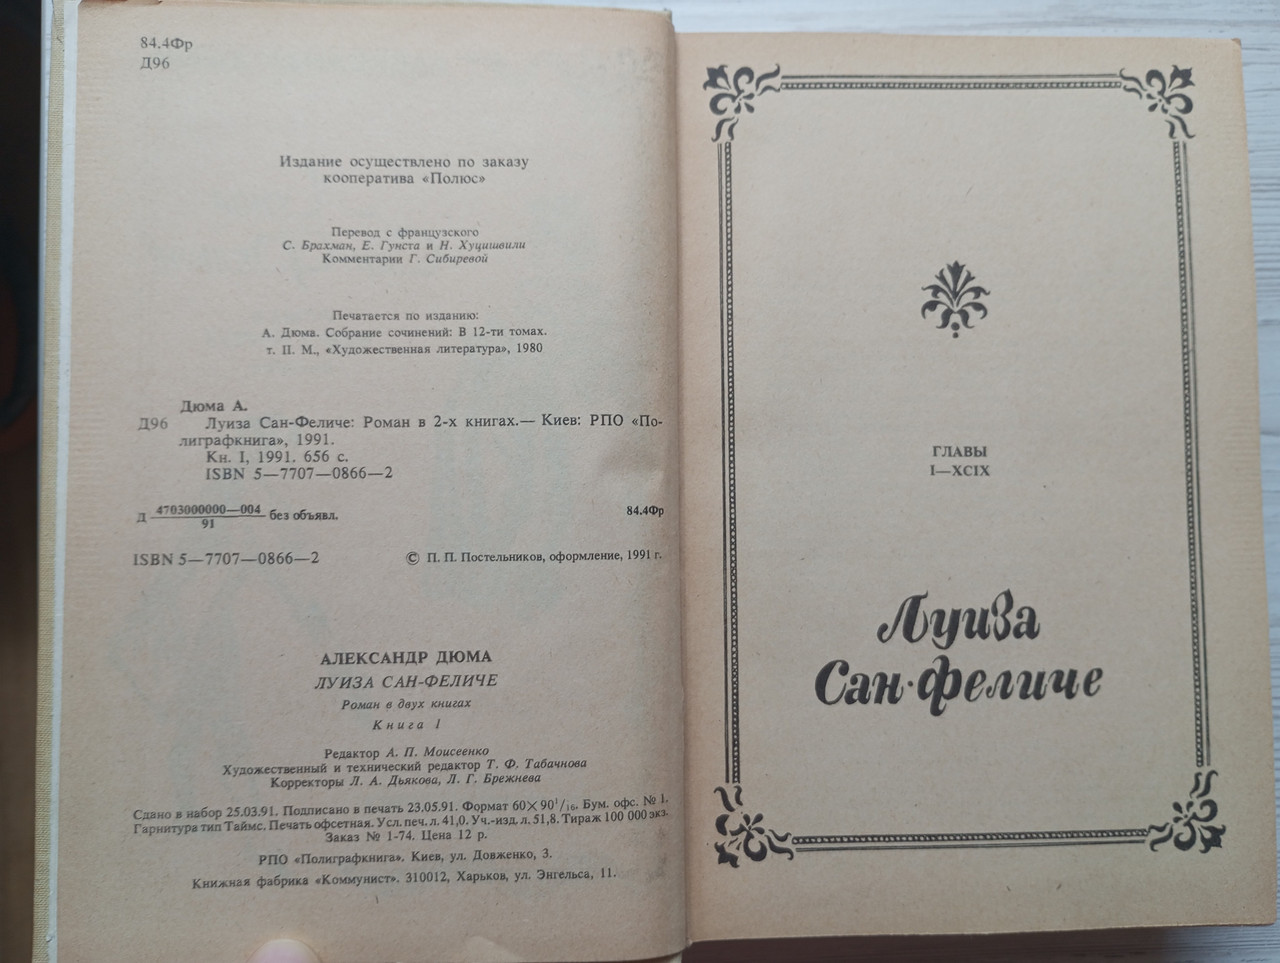 84.4Фр
Д96
Издание осуществлено по заказу
кооператива «Полюс»
Перевод с французского
С. Брахман, Е. Гунста и Н. Хуцишвили
Комментарии Г. Сибиревой
Печатается по изданию:
А. Дюма. Собрание сочинений: В 12-ти томах.
т. II. М., «Художественная литература», 1980
Дюма А.
Д96 Луиза Сан-Феличе: Роман в 2-х книгах.— Киев: РПО «По-
лиграфкнига», 1991.
Кн. I, 1991. 656 с.
ISBN 5—7707—0866—2
Д 4703000000—004 без объявл. 84.4Фр
91
ISBN 5—7707—0866—2 © П. П. Постельников, оформление, 1991 г.
АЛЕКСАНДР ДЮМА
ЛУИЗА САН-ФЕЛИЧЕ
Роман в двух книгах
Книга I
Редактор А. П. Моисеенко
Художественный и технический редактор Т. Ф. Табачнова
Корректоры Л. А. Дьякова, Л. Г. Брежнева
Сдано в набор 25.03.91. Подписано в печать 23.05.91. Формат 60×90¹/₁₆. Бум. офс. № 1.
Гарнитура тип Таймс. Печать офсетная. Усл. печ. л. 41,0. Уч.-изд. л. 51,8. Тираж 100 000 экз.
Заказ № 1-74. Цена 12 р.
РПО «Полиграфкнига». Киев, ул. Довженко, 3.
Книжная фабрика «Коммунист». 310012, Харьков, ул. Энгельса, 11.
ГЛАВЫ
I—XCIX
Луиза
Сан-Феличе